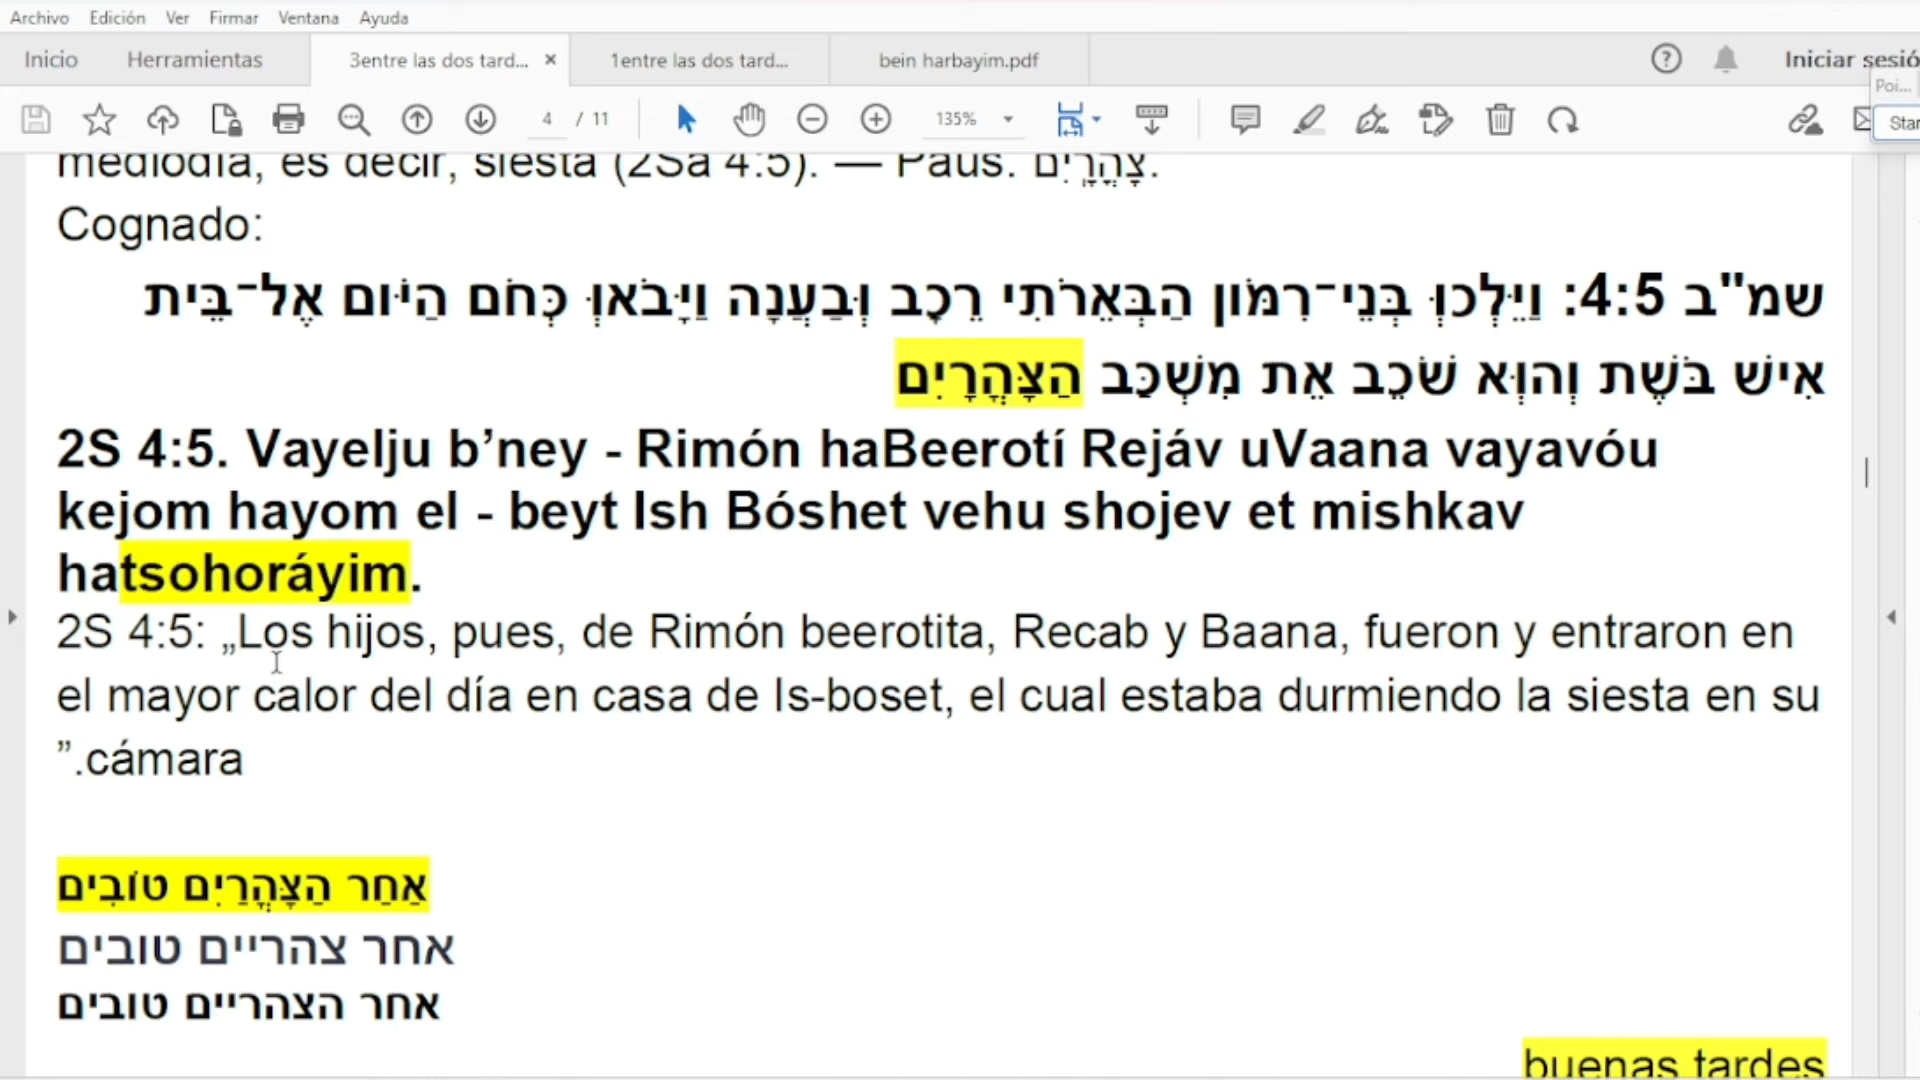 Archivo Edición Ver Firmar Ventana Ayuda
Inicio Herramientas 3entre las dos tard... × 1entre las dos tard... bein harbayim.pdf Iniciar sesió
Poi...
4 / 11 135% Star
mediodía, es decir, siesta (2Sa 4:5). — Paus. צָהֳרָיִם.
Cognado:
שמ"ב 4:5: וַיֵּלְכוּ בְּנֵי־רִמּוֹן הַבְּאֵרֹתִי רֵכָב וּבַעֲנָה וַיָּבֹאוּ כְּחֹם הַיּוֹם אֶל־בֵּית
אִישׁ בֹּשֶׁת וְהוּא שֹׁכֵב אֵת מִשְׁכַּב הַצָּהֳרָיִם
2S 4:5. Vayelju b’ney - Rimón haBeerotí Rejáv uVaana vayavóu
kejom hayom el - beyt Ish Bóshet vehu shojev et mishkav
hatsohoráyim.
2S 4:5: „Los hijos, pues, de Rimón beerotita, Recab y Baana, fueron y entraron en
el mayor calor del día en casa de Is-boset, el cual estaba durmiendo la siesta en su
”.cámara
אַחַר הַצָּהֳרַיִם טוֹבִים
אחר צהריים טובים
אחר הצהריים טובים
buenas tardes